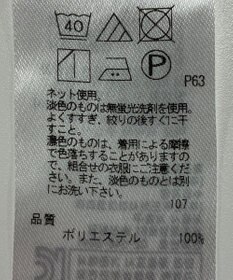 40
P
P63
ネット使用。
淡色のものは無蛍光洗剤を使用。
よくすすぎ、絞りの後すぐに干
すこと。
濃色のものは、着用による摩擦
で色落ちすることがありますの
で、組合せの衣服にご注意くださ
い。また、淡色のものとは別に
お洗い下さい。
107
品質
ポリエステル 100%